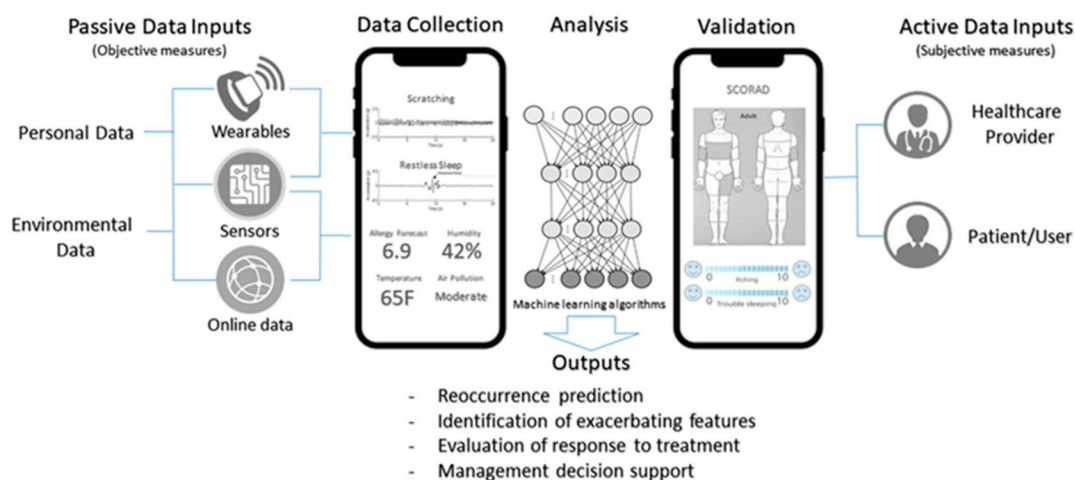 Passive Data Inputs
(Objective measures)
Personal Data
Environmental
Data
Wearables
Sensors
Online data
Data Collection
Scratching
Time (s)
Restless Sleep
Time (s)
Allergy Forecast
Humidity
6.9
42%
Temperature
Air Pollution
65F
Moderate
Analysis
Machine learning algorithms
Validation
SCORAD
Adult
0
10
Itching
0
10
Trouble sleeping
Active Data Inputs
(Subjective measures)
Healthcare
Provider
Patient/User
Outputs
- Reoccurrence prediction
- Identification of exacerbating features
- Evaluation of response to treatment
- Management decision support